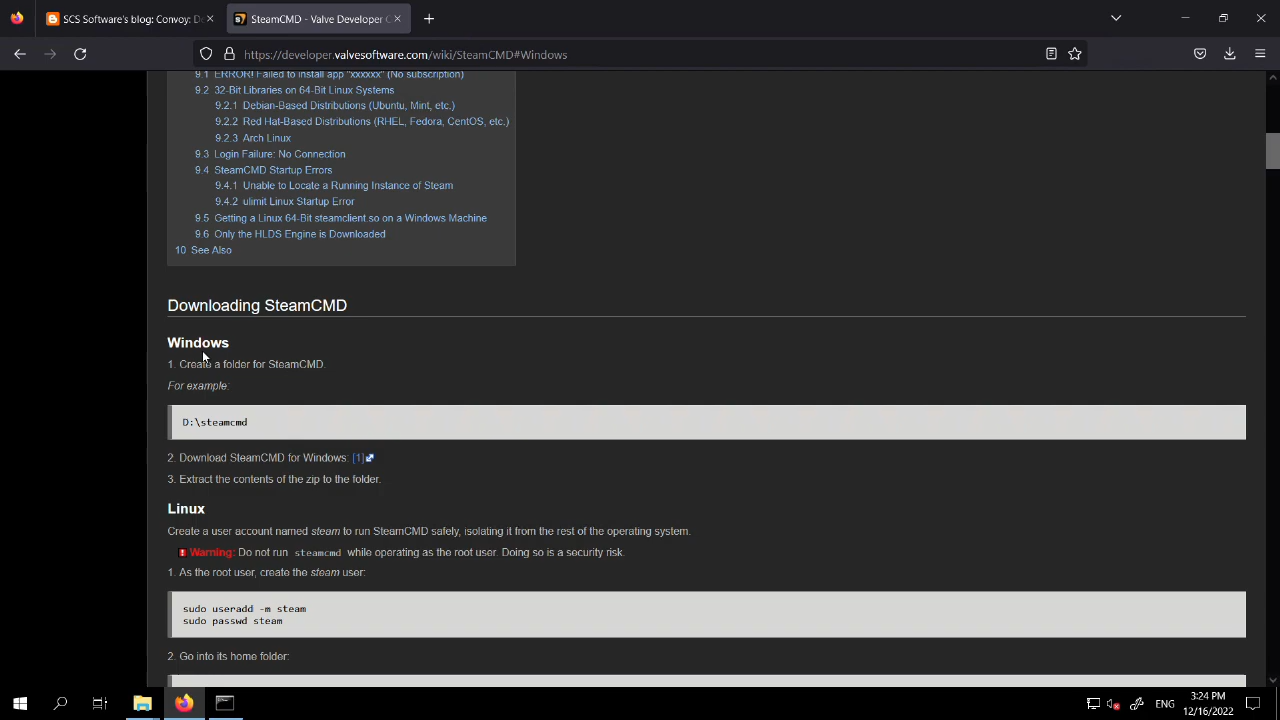 SCS Software's blog: Convoy: De
SteamCMD - Valve Developer C
https://developer.valvesoftware.com/wiki/SteamCMD#Windows
9.1 ERROR! Failed to install app "xxxxxx" (No subscription)
9.2 32-Bit Libraries on 64-Bit Linux Systems
9.2.1 Debian-Based Distributions (Ubuntu, Mint, etc.)
9.2.2 Red Hat-Based Distributions (RHEL, Fedora, CentOS, etc.)
9.2.3 Arch Linux
9.3 Login Failure: No Connection
9.4 SteamCMD Startup Errors
9.4.1 Unable to Locate a Running Instance of Steam
9.4.2 ulimit Linux Startup Error
9.5 Getting a Linux 64-Bit steamclient so on a Windows Machine
9.6 Only the HLDS Engine is Downloaded
10 See Also
Downloading SteamCMD
Windows
1. Create a folder for SteamCMD.
For example:
D:\steamcmd
2. Download SteamCMD for Windows: [1]
3. Extract the contents of the zip to the folder.
Linux
Create a user account named steam to run SteamCMD safely, isolating it from the rest of the operating system.
Warning: Do not run steamcmd while operating as the root user. Doing so is a security risk.
1. As the root user, create the steam user:
sudo useradd -m steam
sudo passwd steam
2. Go into its home folder:
ENG
3:24 PM
12/16/2022